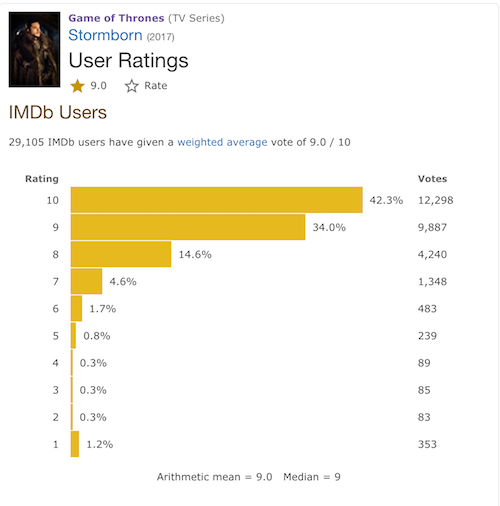 Game of Thrones (TV Series)
Stormborn (2017)
User Ratings
9.0 Rate
IMDb Users
29,105 IMDb users have given a weighted average vote of 9.0 / 10
Rating Votes
10 42.3% 12,298
9 34.0% 9,887
8 14.6% 4,240
7 4.6% 1,348
6 1.7% 483
5 0.8% 239
4 0.3% 89
3 0.3% 85
2 0.3% 83
1 1.2% 353
Arithmetic mean = 9.0 Median = 9